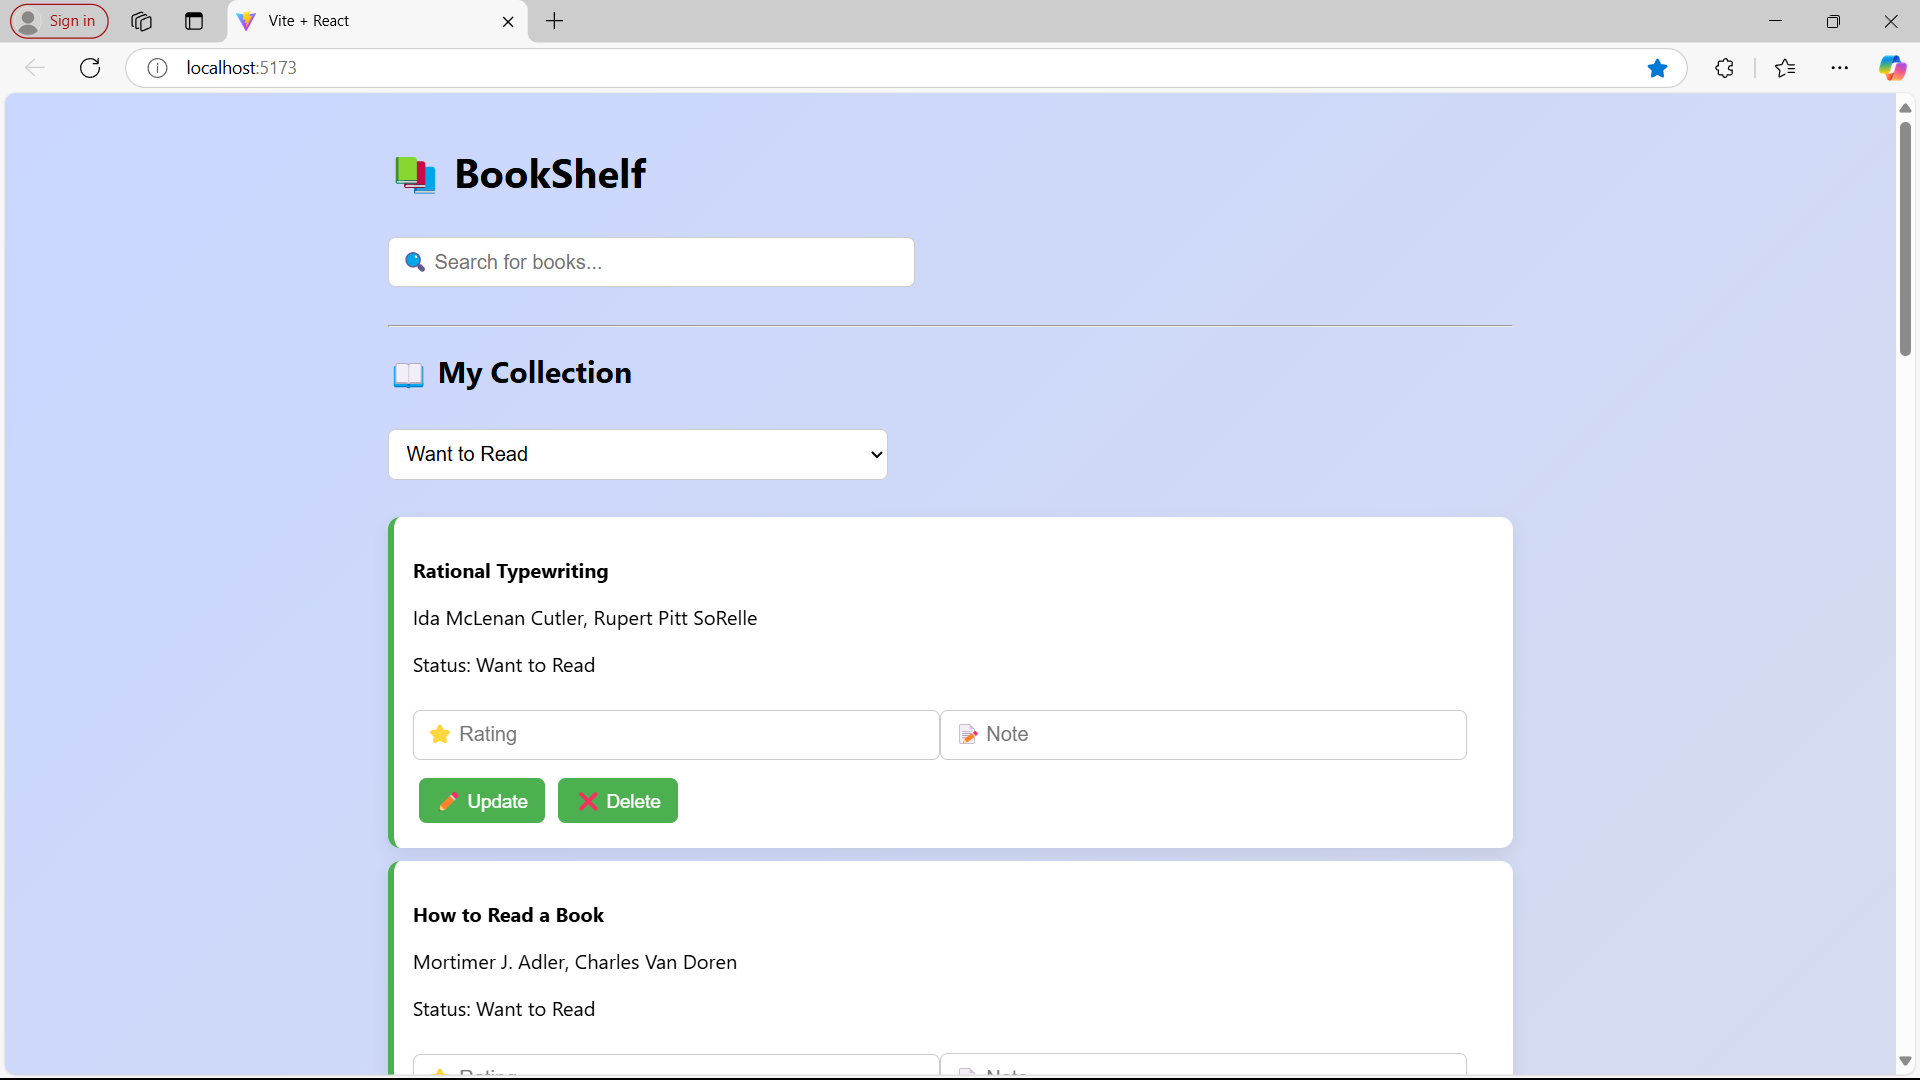 Sign in
Vite + React
localhost:5173
BookShelf
Search for books...
My Collection
Want to Read
Rational Typewriting
Ida McLenan Cutler, Rupert Pitt SoRelle
Status: Want to Read
Rating Note
Update Delete
How to Read a Book
Mortimer J. Adler, Charles Van Doren
Status: Want to Read
Rating Note